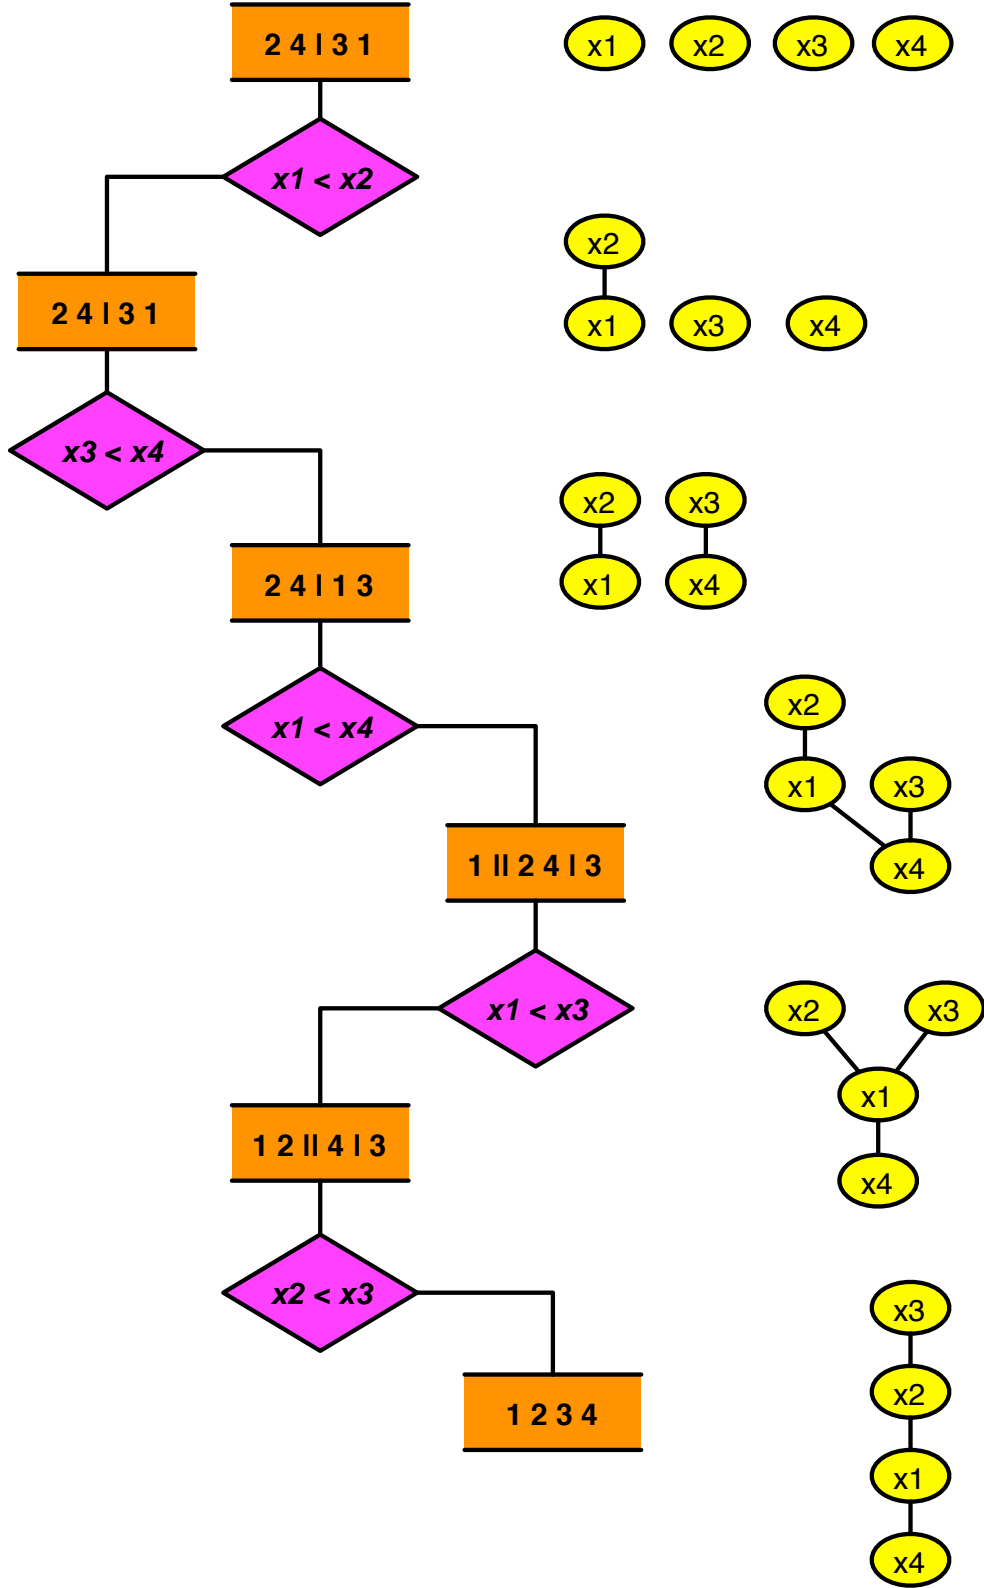 2 4 | 3 1
x1 x2 x3 x4
x1 < x2
x2
2 4 | 3 1
x1 x3 x4
x3 < x4
x2 x3
2 4 | 1 3
x1 x4
x2
x1 < x4
x1 x3
1 || 2 4 | 3
x4
x1 < x3
x2 x3
x1
1 2 || 4 | 3
x4
x2 < x3
x3
x2
1 2 3 4
x1
x4